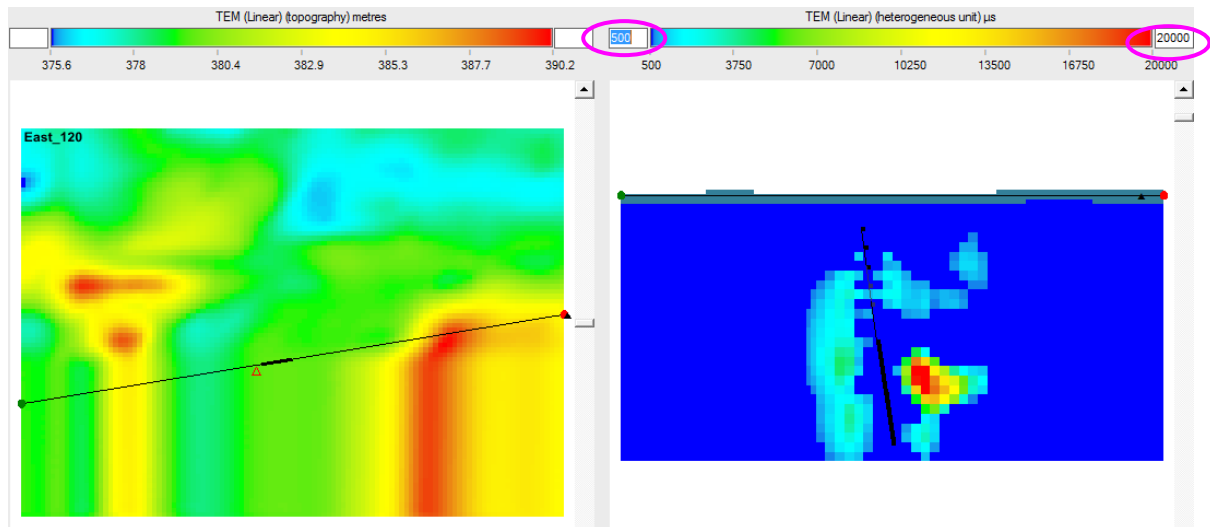 TEM (Linear) (topography) metres
375.6 378 380.4 382.9 385.3 387.7 390.2
TEM (Linear) (heterogeneous unit) µs
500 20000
500 3750 7000 10250 13500 16750 20000
East_120